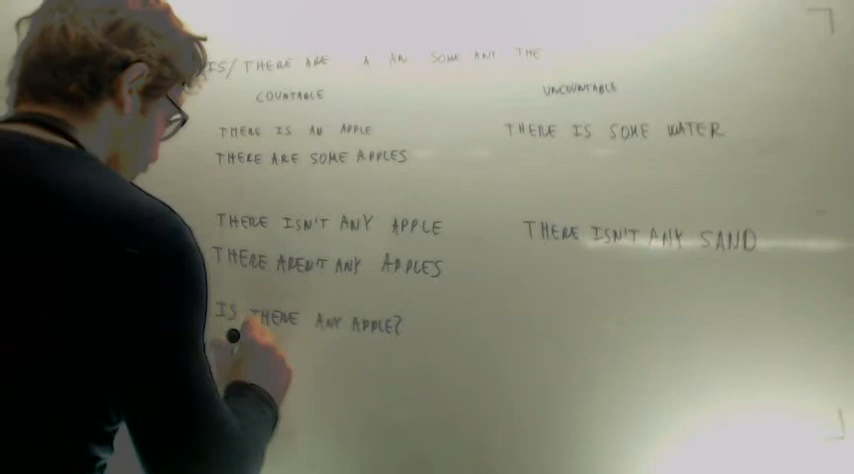 IS/ THERE ARE A AN SOME ANY THE
COUNTABLE
UNCOUNTABLE
THERE IS AN APPLE
THERE IS SOME WATER
THERE ARE SOME APPLES
THERE ISN'T ANY APPLE
THERE ISN'T ANY SAND
THERE AREN'T ANY APPLES
IS THERE ANY APPLE?